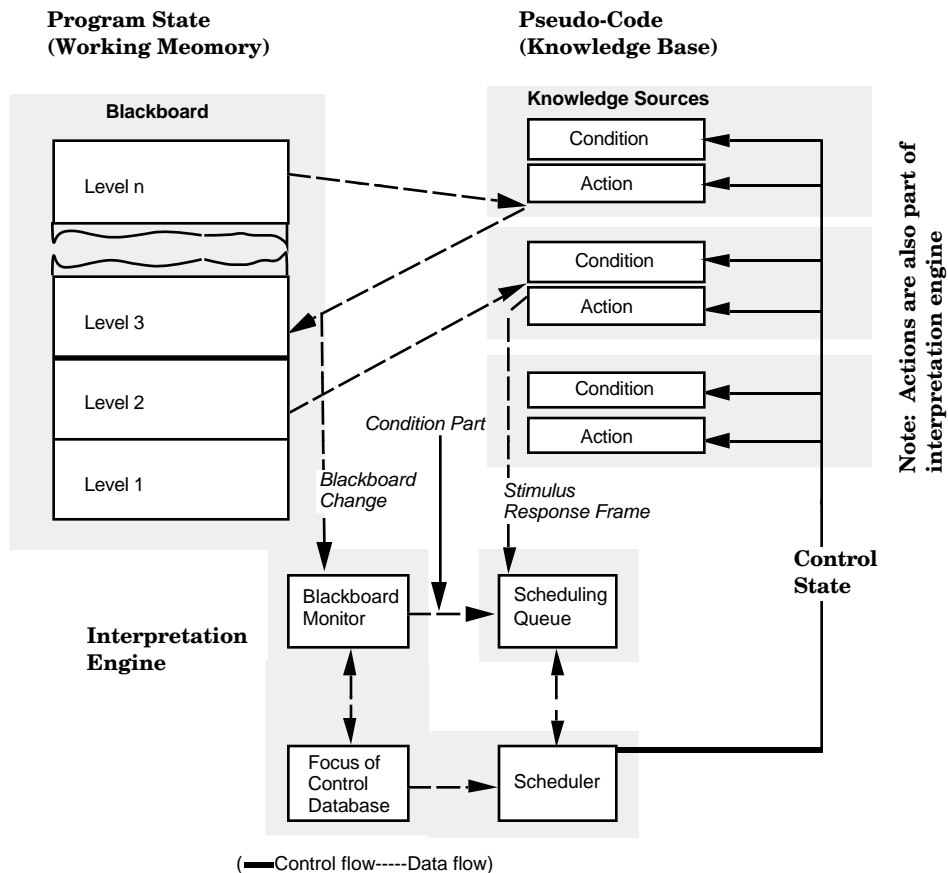 Program State
(Working Meomory)
Pseudo-Code
(Knowledge Base)
Blackboard
Level n
Level 3
Level 2
Level 1
Knowledge Sources
Condition
Action
Condition
Action
Condition
Action
Note: Actions are also part of
interpretation engine
Condition Part
Blackboard
Change
Stimulus
Response Frame
Control
State
Blackboard
Monitor
Scheduling
Queue
Interpretation
Engine
Focus of
Control
Database
Scheduler
(Control flow-----Data flow)